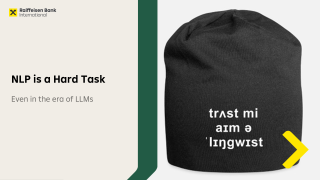 Raiffeisen Bank
International
NLP is a Hard Task
Even in the era of LLMs
trʌst mi
aɪm ə
ˈlɪŋgwɪst